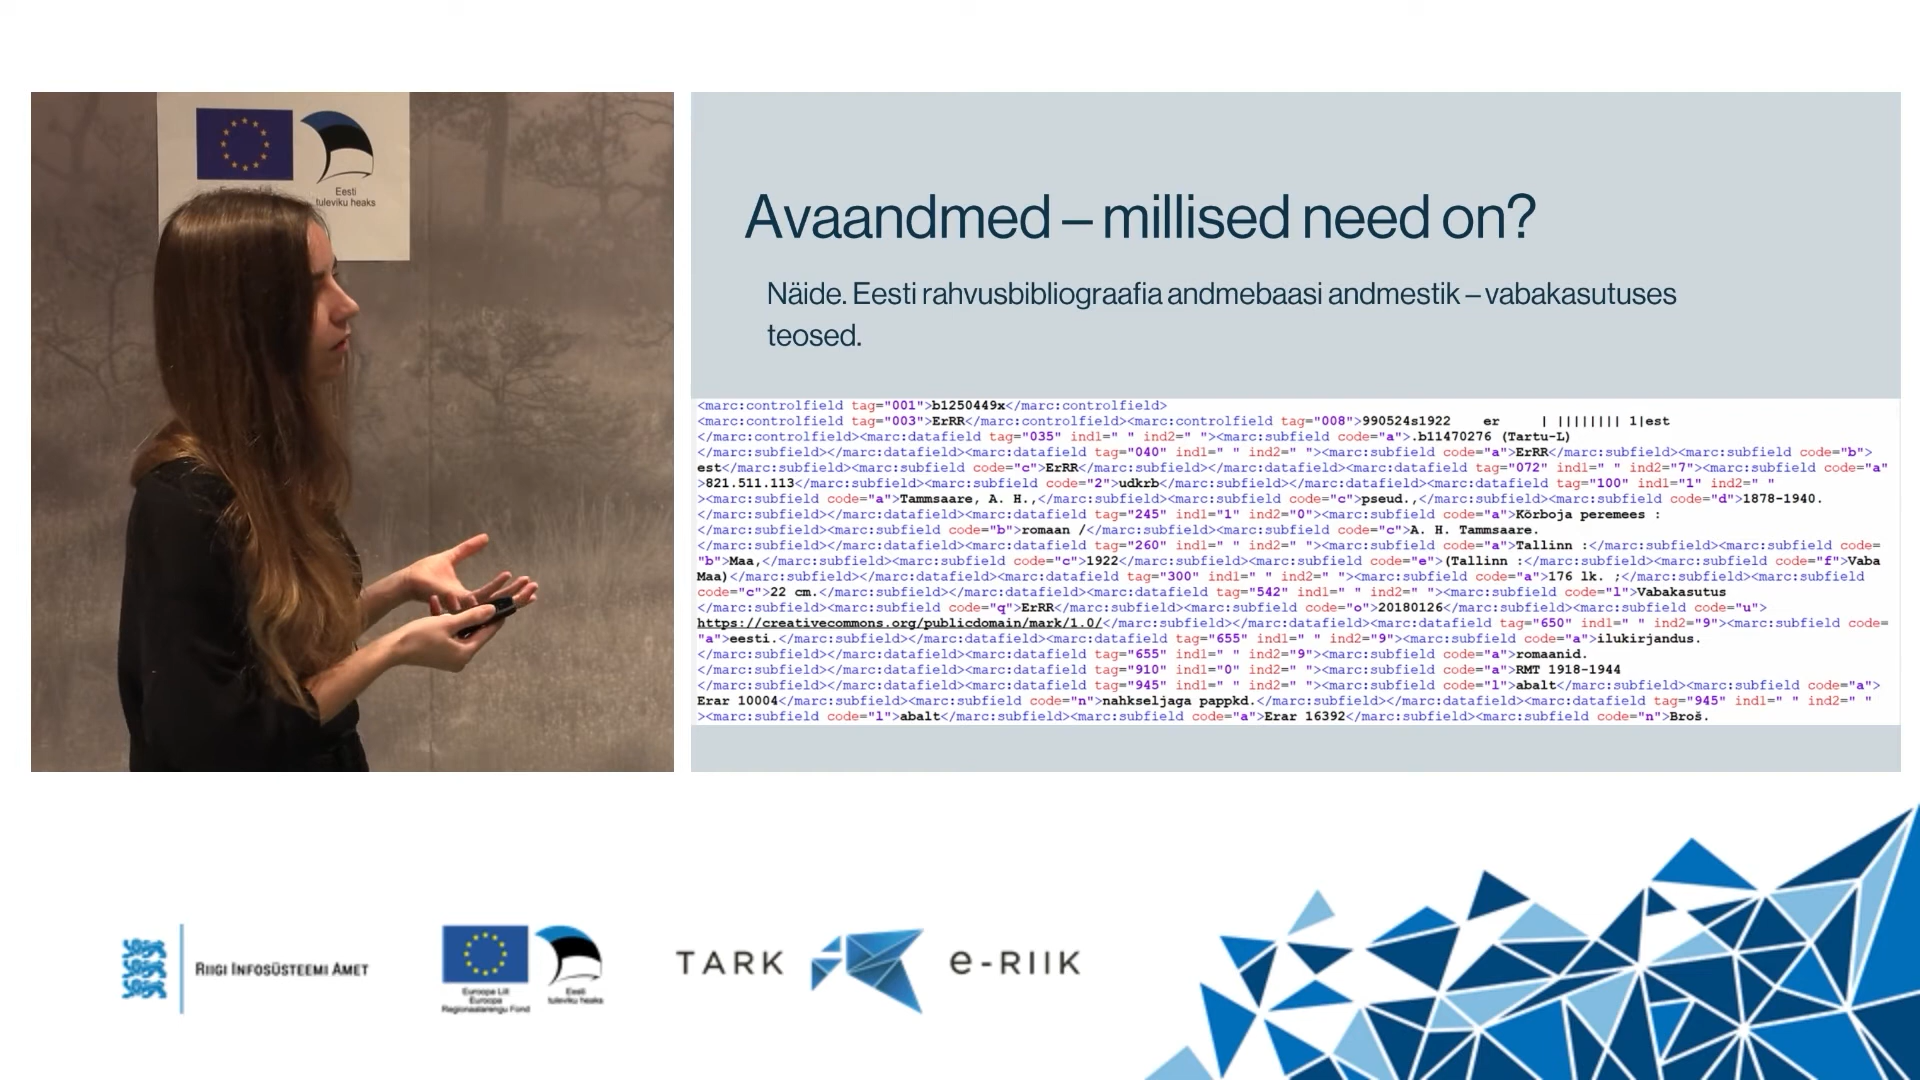 Eesti
tuleviku heaks
Avaandmed – millised need on?
Näide. Eesti rahvusbibliograafia andmebaasi andmestik – vabakasutuses
teosed.
<marc:controlfield tag="001">b1250449x</marc:controlfield>
<marc:controlfield tag="003">ErRR</marc:controlfield><marc:controlfield tag="008">990524s1922    er     | |||||||| 1|est
</marc:controlfield><marc:datafield tag="035" ind1=" " ind2=" "><marc:subfield code="a">.b11470276 (Tartu-L)
</marc:subfield></marc:datafield><marc:datafield tag="040" ind1=" " ind2=" "><marc:subfield code="a">ErRR</marc:subfield><marc:subfield code="b">
est</marc:subfield><marc:subfield code="c">ErRR</marc:subfield></marc:datafield><marc:datafield tag="072" ind1=" " ind2="7"><marc:subfield code="a"
>821.511.113</marc:subfield><marc:subfield code="2">udkrb</marc:subfield></marc:datafield><marc:datafield tag="100" ind1="1" ind2=" "
><marc:subfield code="a">Tammsaare, A. H.,</marc:subfield><marc:subfield code="c">pseud.,</marc:subfield><marc:subfield code="d">1878-1940.
</marc:subfield></marc:datafield><marc:datafield tag="245" ind1="1" ind2="0"><marc:subfield code="a">Kõrboja peremees :
</marc:subfield><marc:subfield code="b">romaan /</marc:subfield><marc:subfield code="c">A. H. Tammsaare.
</marc:subfield></marc:datafield><marc:datafield tag="260" ind1=" " ind2=" "><marc:subfield code="a">Tallinn :</marc:subfield><marc:subfield code=
"b">Maa,</marc:subfield><marc:subfield code="c">1922</marc:subfield><marc:subfield code="e">(Tallinn :</marc:subfield><marc:subfield code="f">Vaba
Maa)</marc:subfield></marc:datafield><marc:datafield tag="300" ind1=" " ind2=" "><marc:subfield code="a">176 lk. ;</marc:subfield><marc:subfield
code="c">22 cm.</marc:subfield></marc:datafield><marc:datafield tag="542" ind1=" " ind2=" "><marc:subfield code="l">Vabakasutus
</marc:subfield><marc:subfield code="q">ErRR</marc:subfield><marc:subfield code="o">20180126</marc:subfield><marc:subfield code="u">
https://creativecommons.org/publicdomain/mark/1.0/</marc:subfield></marc:datafield><marc:datafield tag="650" ind1=" " ind2="9"><marc:subfield code=
"a">eesti.</marc:subfield></marc:datafield><marc:datafield tag="655" ind1=" " ind2="9"><marc:subfield code="a">ilukirjandus.
</marc:subfield></marc:datafield><marc:datafield tag="655" ind1=" " ind2="9"><marc:subfield code="a">romaanid.
</marc:subfield></marc:datafield><marc:datafield tag="910" ind1="0" ind2=" "><marc:subfield code="a">RMT 1918-1944
</marc:subfield></marc:datafield><marc:datafield tag="945" ind1=" " ind2=" "><marc:subfield code="l">abalt</marc:subfield><marc:subfield code="a">
Erar 10004</marc:subfield><marc:subfield code="n">nahkseljaga pappkd.</marc:subfield></marc:datafield><marc:datafield tag="945" ind1=" " ind2=" "
><marc:subfield code="l">abalt</marc:subfield><marc:subfield code="a">Erar 16392</marc:subfield><marc:subfield code="n">Broš.
RIIGI INFOSÜSTEEMI AMET
Euroopa Liit
Euroopa
Regionaalarengu Fond
Eesti
tuleviku heaks
TARK e-RIIK